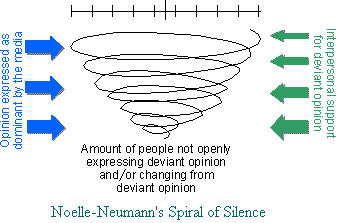 Opinion expressed as
dominant by the media
Interpersonal support
for deviant opinion
Amount of people not openly
expressing deviant opinion
and/or changing from
deviant opinion
Noelle-Neumann's Spiral of Silence